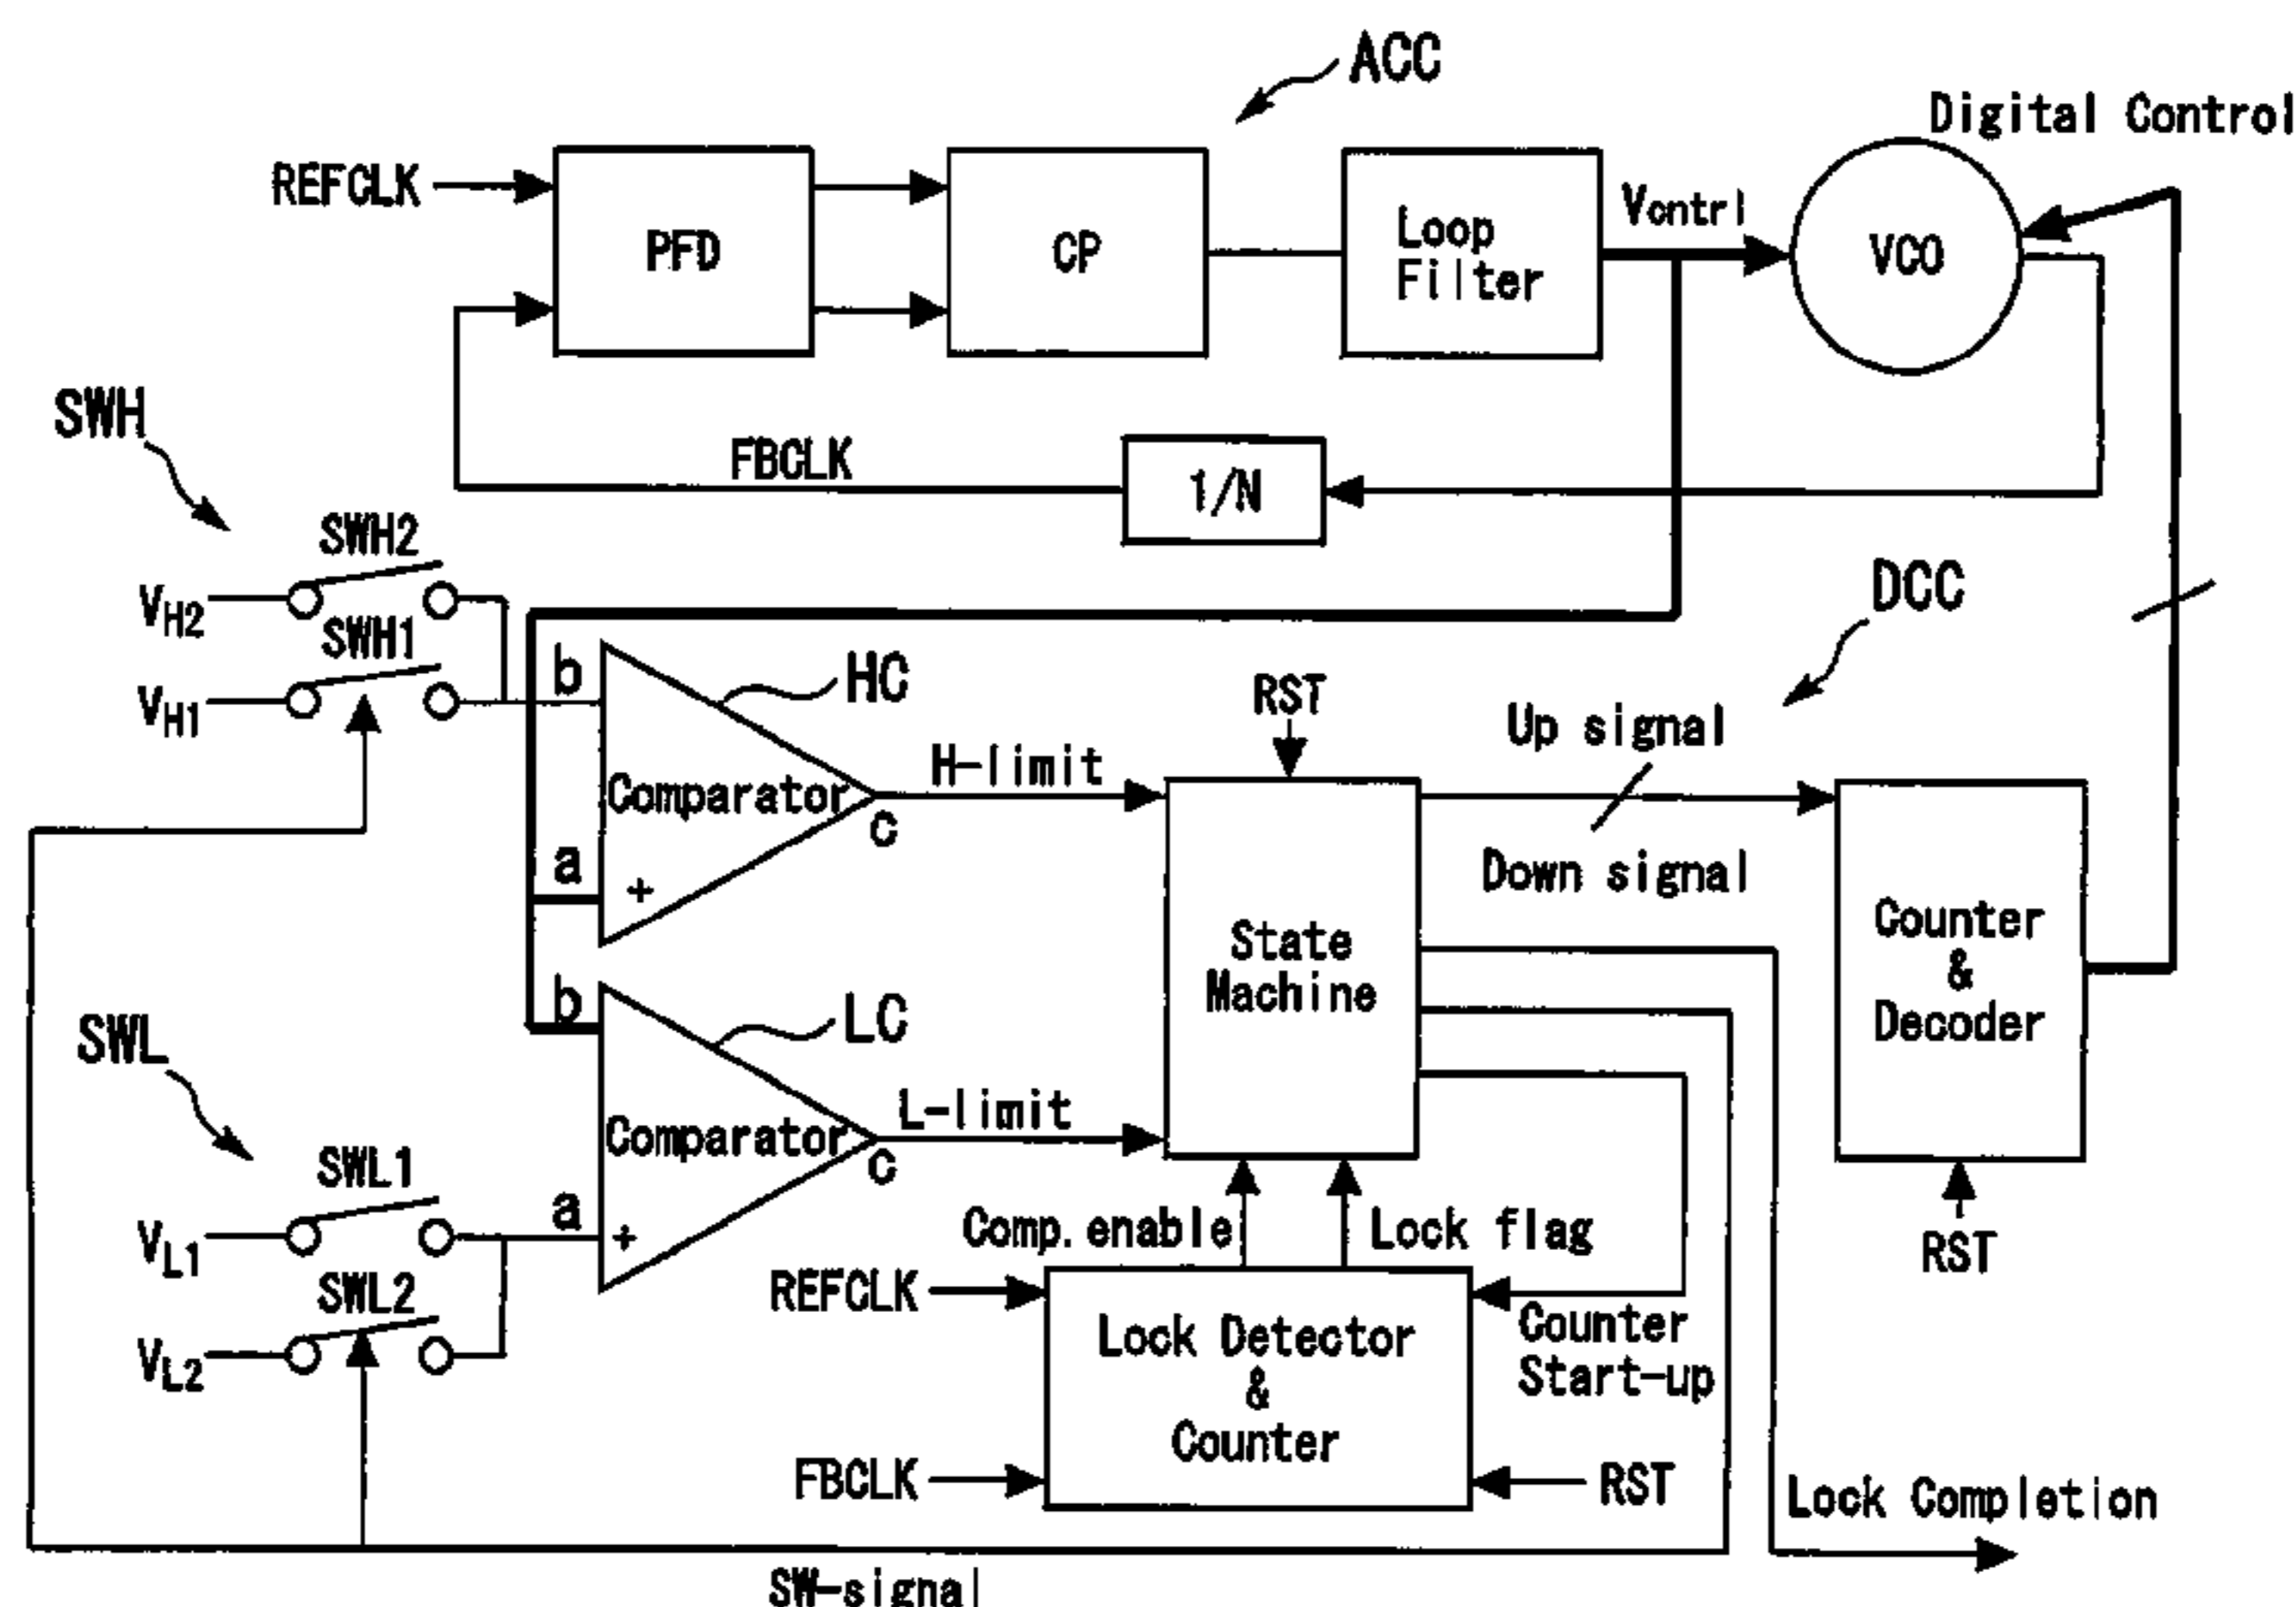 ACC
Digital Control
REFCLK
PFD
CP
Loop
Filter
Vcntrl
VCO
SWH
FBCLK
1/N
SWH2
VH2
SWH1
VH1
DCC
b
HC
RST
Up signal
H-limit
Comparator
c
a
+
Down signal
State
Machine
Counter
&
Decoder
b
LC
SWL
L-limit
Comparator
c
SWL1
a
VL1
+
Comp.enable
Lock flag
RST
SWL2
VL2
REFCLK
Lock Detector
&
Counter
Counter
Start-up
FBCLK
RST
Lock Completion
SW-signal